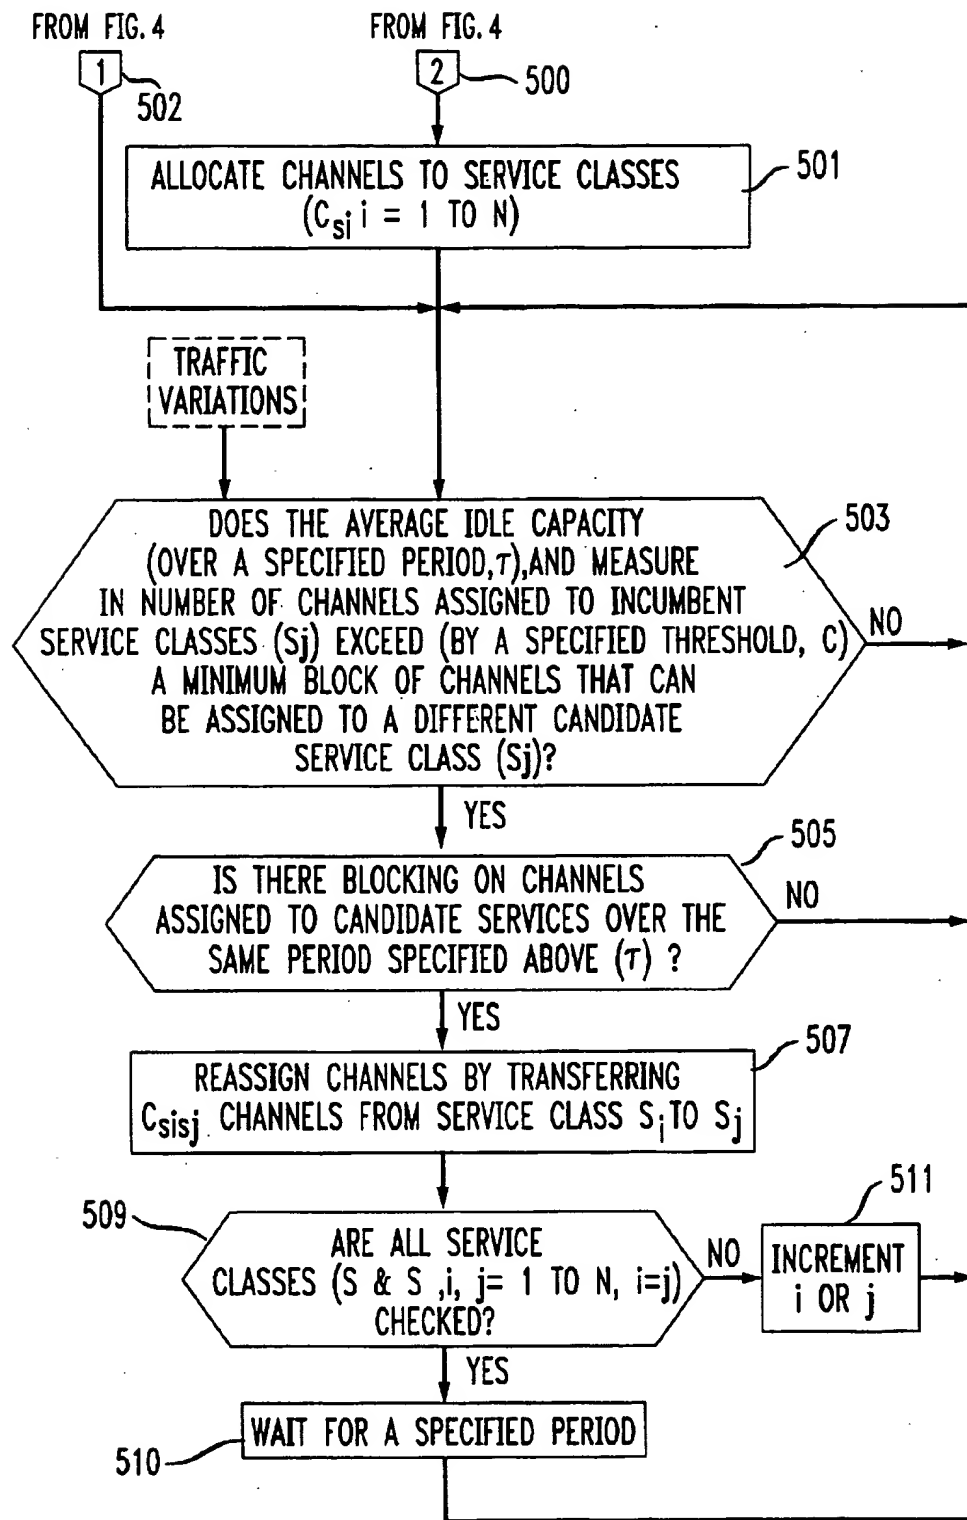 FROM FIG. 4
FROM FIG. 4
1
502
2
500
501
ALLOCATE CHANNELS TO SERVICE CLASSES
(Csi i = 1 TO N)
TRAFFIC
VARIATIONS
503
DOES THE AVERAGE IDLE CAPACITY
(OVER A SPECIFIED PERIOD,τ),AND MEASURE
IN NUMBER OF CHANNELS ASSIGNED TO INCUMBENT
SERVICE CLASSES (Sj) EXCEED (BY A SPECIFIED THRESHOLD, C)
A MINIMUM BLOCK OF CHANNELS THAT CAN
BE ASSIGNED TO A DIFFERENT CANDIDATE
SERVICE CLASS (Sj)?
NO
YES
505
IS THERE BLOCKING ON CHANNELS
ASSIGNED TO CANDIDATE SERVICES OVER THE
SAME PERIOD SPECIFIED ABOVE (τ) ?
NO
YES
507
REASSIGN CHANNELS BY TRANSFERRING
Csisj CHANNELS FROM SERVICE CLASS Si TO Sj
509
ARE ALL SERVICE
CLASSES (S & S ,i, j= 1 TO N, i=j)
CHECKED?
NO
511
INCREMENT
i OR j
YES
WAIT FOR A SPECIFIED PERIOD
510